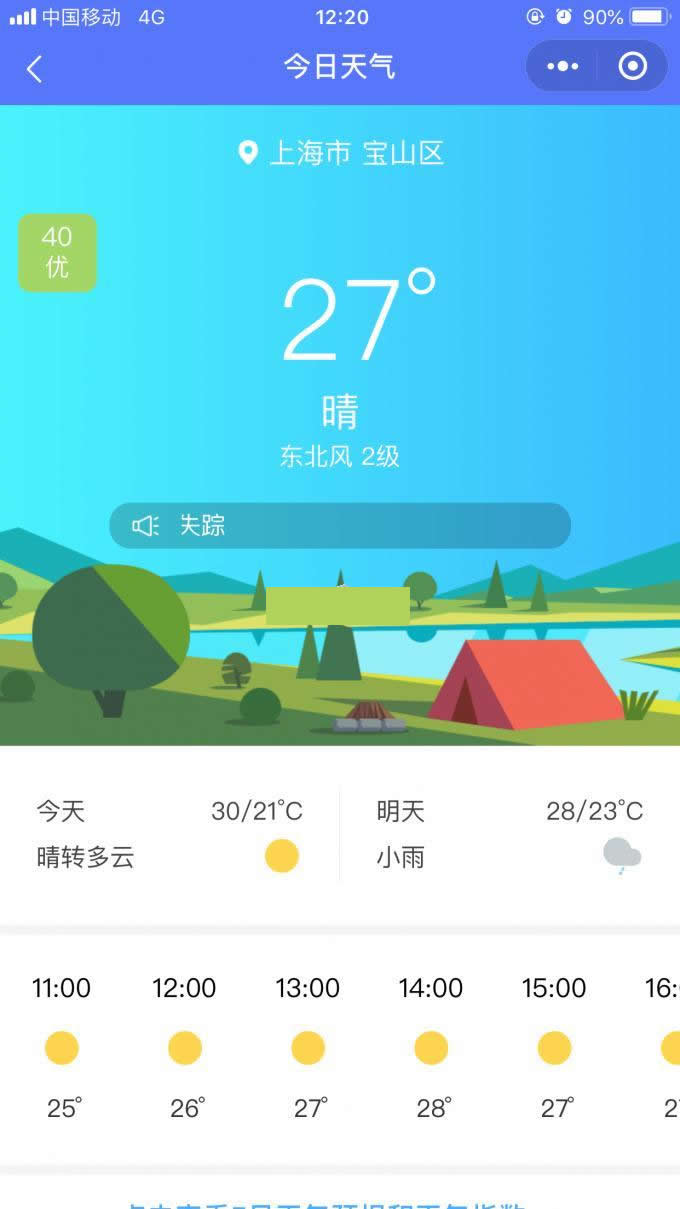 中国移动 4G 12:20 90%
今日天气
上海市 宝山区
40
优
27°
晴
东北风 2级
失踪
今天 30/21°C 明天 28/23°C
晴转多云 小雨
11:00 12:00 13:00 14:00 15:00 16:
25° 26° 27° 28° 27° 2